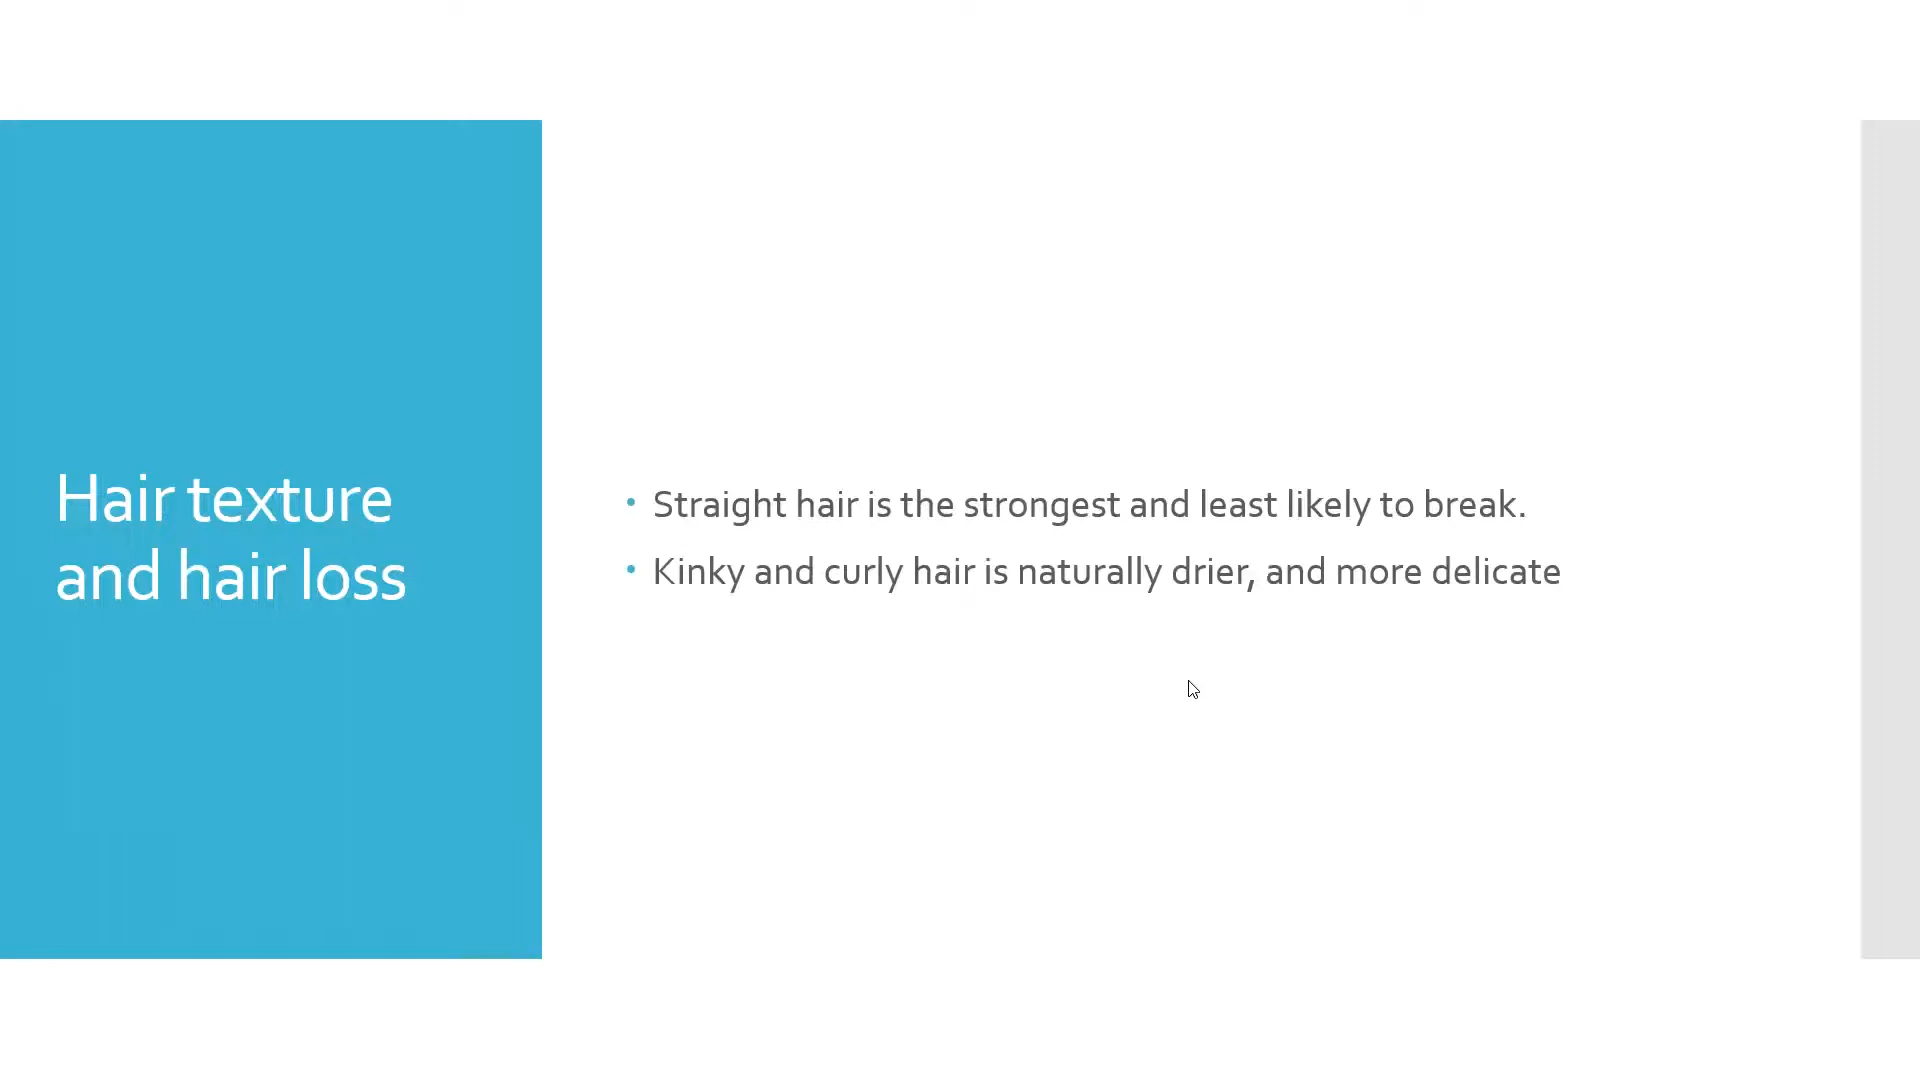 Hair texture
and hair loss
• Straight hair is the strongest and least likely to break.
• Kinky and curly hair is naturally drier, and more delicate